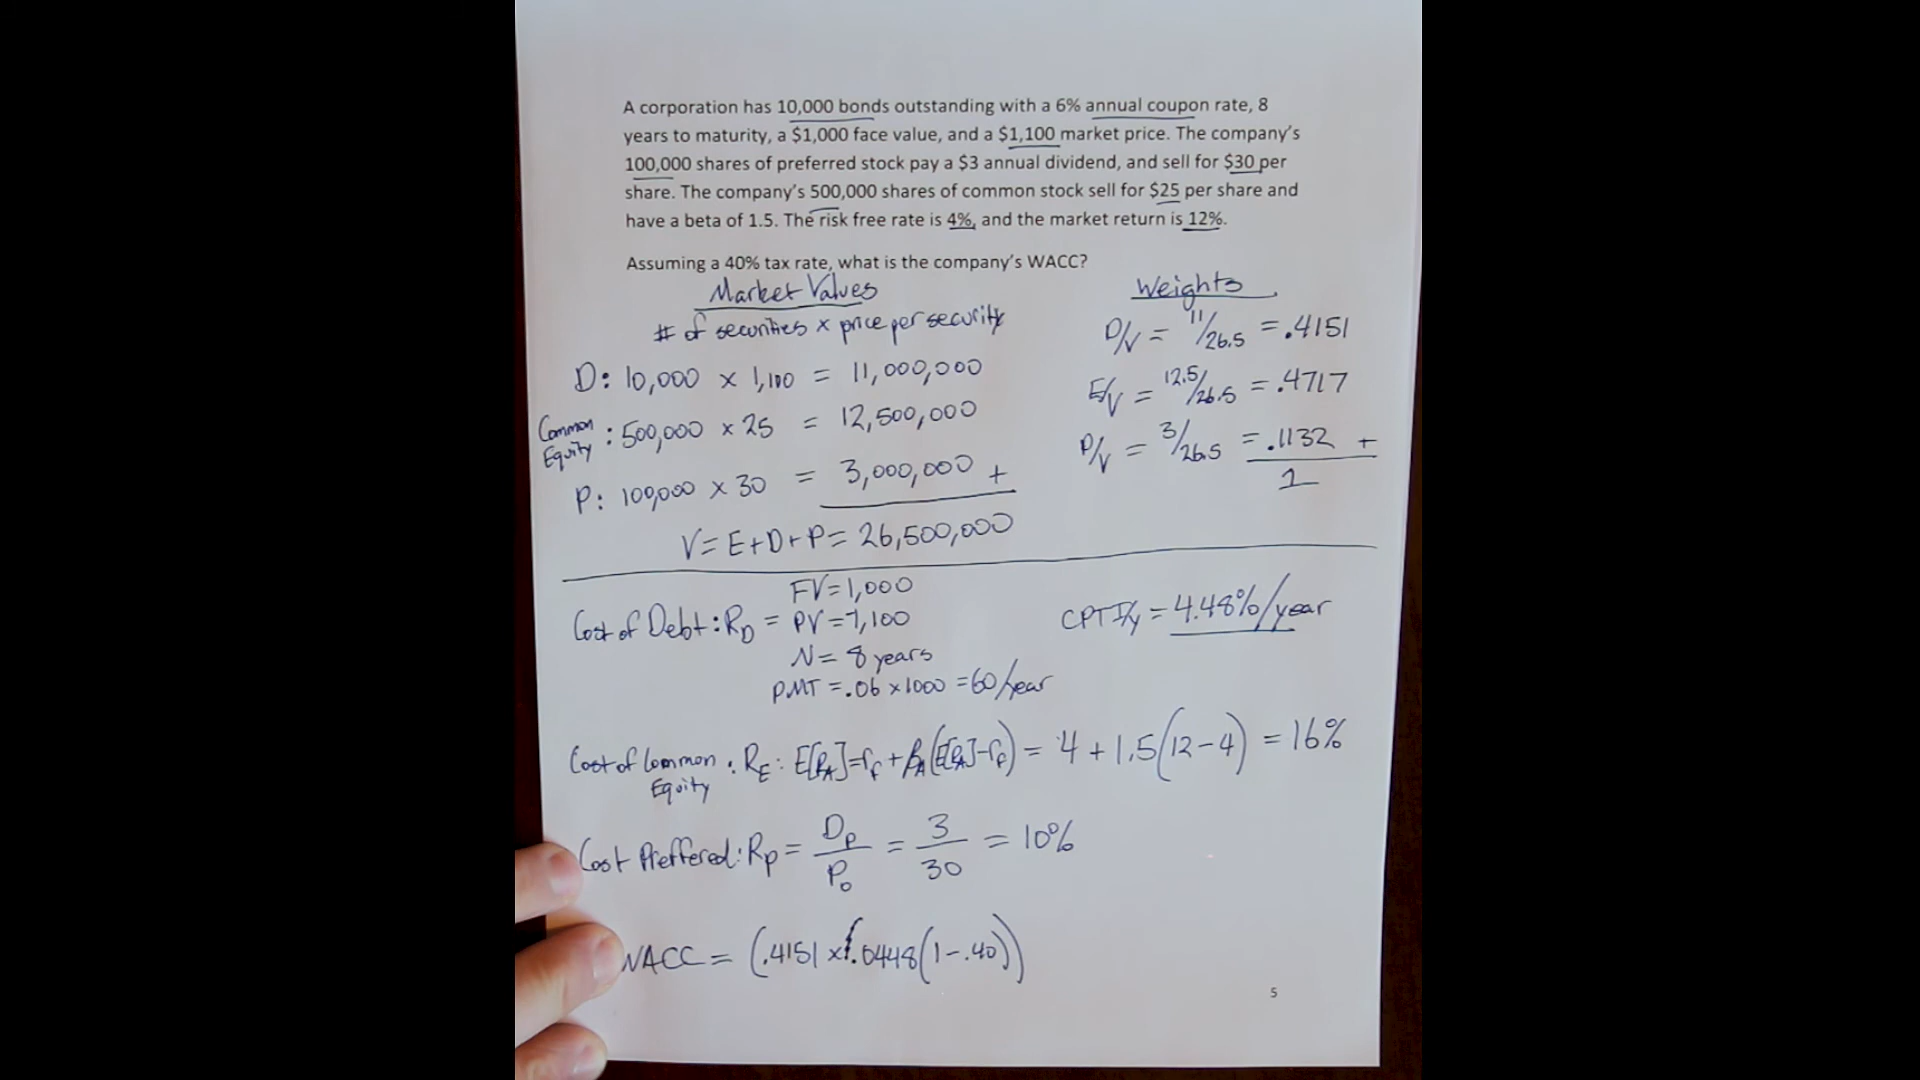 A corporation has 10,000 bonds outstanding with a 6% annual coupon rate, 8
years to maturity, a $1,000 face value, and a $1,100 market price. The company's
100,000 shares of preferred stock pay a $3 annual dividend, and sell for $30 per
share. The company's 500,000 shares of common stock sell for $25 per share and
have a beta of 1.5. The risk free rate is 4%, and the market return is 12%.
Assuming a 40% tax rate, what is the company's WACC?
Market Values
# of securities x price per security
D: 10,000 x 1,100 = 11,000,000
Common Equity : 500,000 x 25 = 12,500,000
P: 100,000 x 30 = 3,000,000 +
V = E+D+P = 26,500,000
Weights
D/V = 11/26.5 = .4151
E/V = 12.5/26.5 = .4717
P/V = 3/26.5 = .1132 +
1
FV = 1,000
Cost of Debt: RD = PV = -1,100
N = 8 years
PMT = .06 x 1000 = 60/year
CPT I/y = 4.48%/year
Cost of Common Equity : RE : E[RA] = rf + βA(E[RA] - rf) = 4 + 1.5(12-4) = 16%
Cost Preffered: Rp = Dp/Po = 3/30 = 10%
WACC = (.4151 x .0448(1-.40))
5